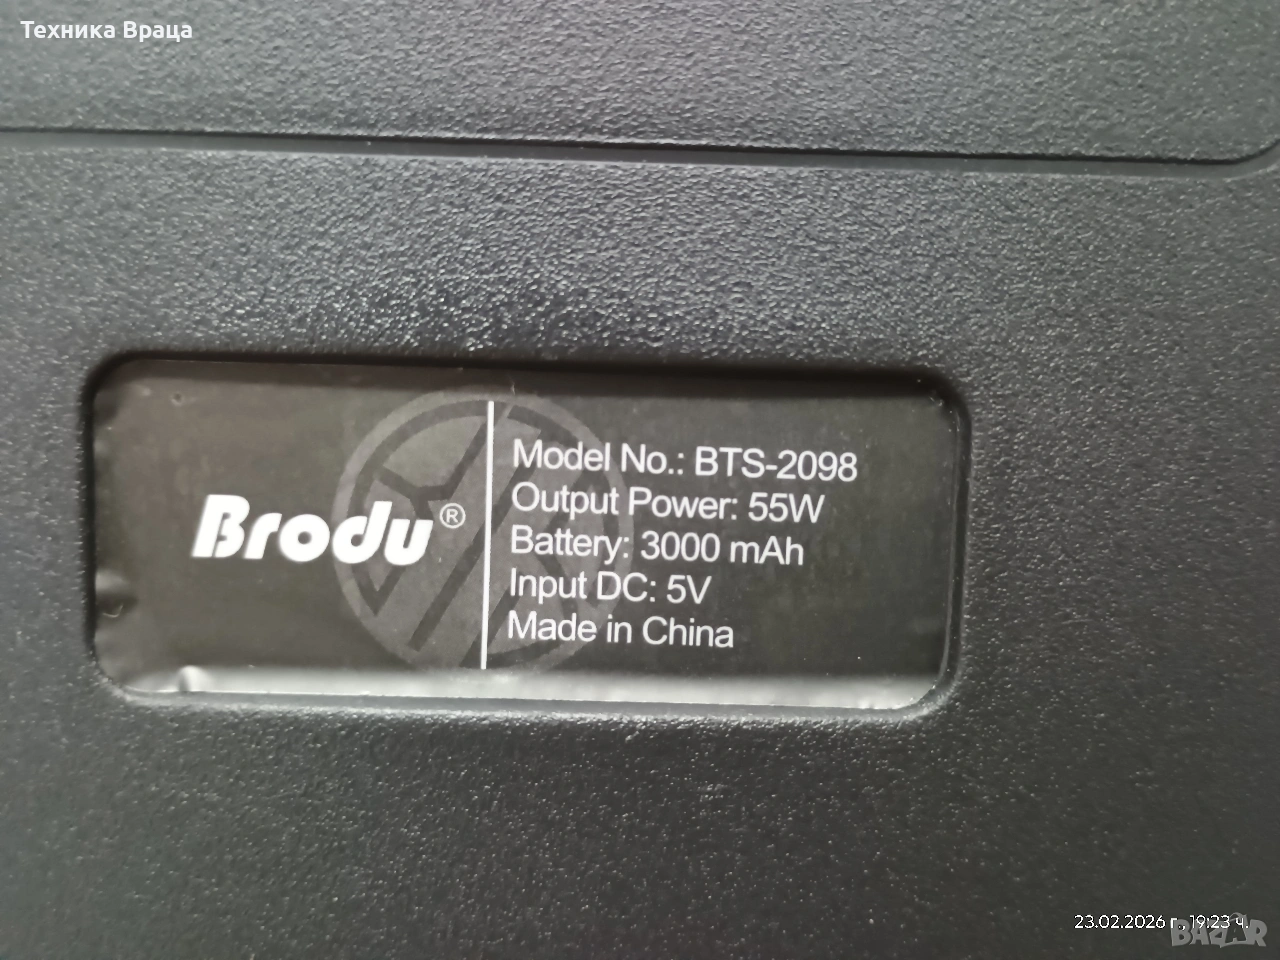 Техника Враца
Brodu®
Model No.: BTS-2098
Output Power: 55W
Battery: 3000 mAh
Input DC: 5V
Made in China
23.02.2026 г., 19:23 ч.
BAZAR